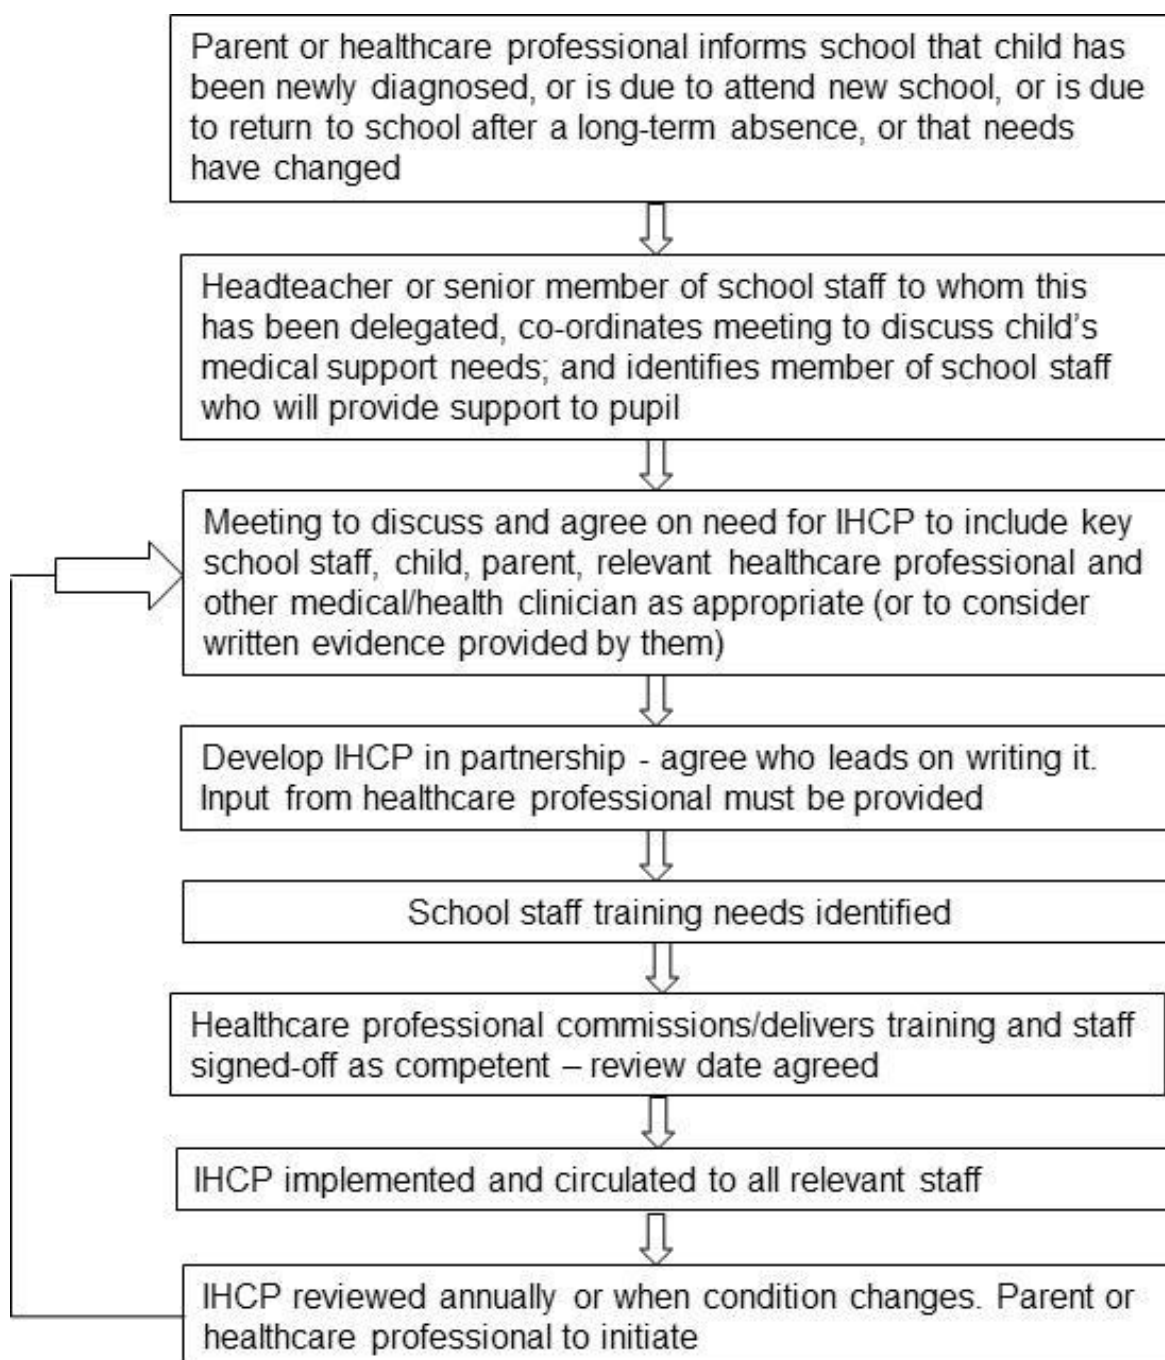 Parent or healthcare professional informs school that child has
been newly diagnosed, or is due to attend new school, or is due
to return to school after a long-term absence, or that needs
have changed
Headteacher or senior member of school staff to whom this
has been delegated, co-ordinates meeting to discuss child's
medical support needs; and identifies member of school staff
who will provide support to pupil
Meeting to discuss and agree on need for IHCP to include key
school staff, child, parent, relevant healthcare professional and
other medical/health clinician as appropriate (or to consider
written evidence provided by them)
Develop IHCP in partnership - agree who leads on writing it.
Input from healthcare professional must be provided
School staff training needs identified
Healthcare professional commissions/delivers training and staff
signed-off as competent – review date agreed
IHCP implemented and circulated to all relevant staff
IHCP reviewed annually or when condition changes. Parent or
healthcare professional to initiate